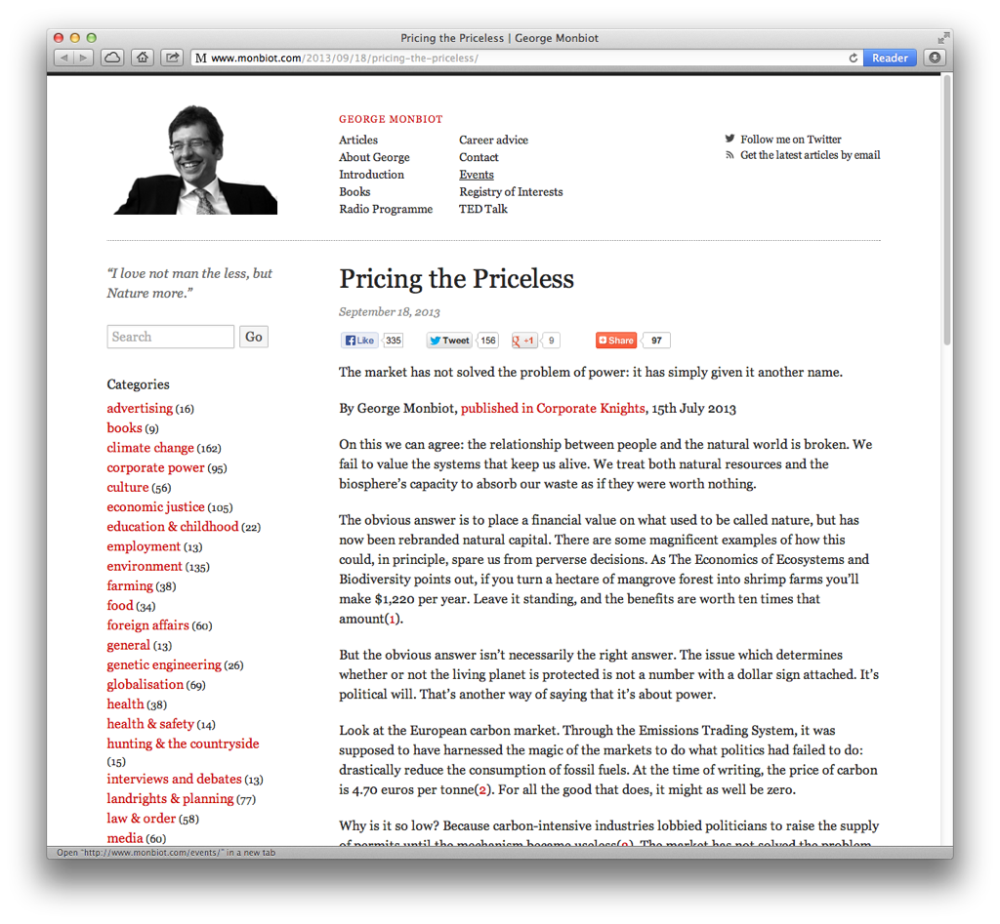 Pricing the Priceless | George Monbiot
M www.monbiot.com/2013/09/18/pricing-the-priceless/
Reader
GEORGE MONBIOT
Articles
About George
Introduction
Books
Radio Programme
Career advice
Contact
Events
Registry of Interests
TED Talk
Follow me on Twitter
Get the latest articles by email
“I love not man the less, but
Nature more.”
Search
Go
Categories
advertising (16)
books (9)
climate change (162)
corporate power (95)
culture (56)
economic justice (105)
education & childhood (22)
employment (13)
environment (135)
farming (38)
food (34)
foreign affairs (60)
general (13)
genetic engineering (26)
globalisation (69)
health (38)
health & safety (14)
hunting & the countryside
(15)
interviews and debates (13)
landrights & planning (77)
law & order (58)
media (60)
Pricing the Priceless
September 18, 2013
Like 335 Tweet 156 +1 9 Share 97
The market has not solved the problem of power: it has simply given it another name.
By George Monbiot, published in Corporate Knights, 15th July 2013
On this we can agree: the relationship between people and the natural world is broken. We
fail to value the systems that keep us alive. We treat both natural resources and the
biosphere’s capacity to absorb our waste as if they were worth nothing.
The obvious answer is to place a financial value on what used to be called nature, but has
now been rebranded natural capital. There are some magnificent examples of how this
could, in principle, spare us from perverse decisions. As The Economics of Ecosystems and
Biodiversity points out, if you turn a hectare of mangrove forest into shrimp farms you’ll
make $1,220 per year. Leave it standing, and the benefits are worth ten times that
amount(1).
But the obvious answer isn’t necessarily the right answer. The issue which determines
whether or not the living planet is protected is not a number with a dollar sign attached. It’s
political will. That’s another way of saying that it’s about power.
Look at the European carbon market. Through the Emissions Trading System, it was
supposed to have harnessed the magic of the markets to do what politics had failed to do:
drastically reduce the consumption of fossil fuels. At the time of writing, the price of carbon
is 4.70 euros per tonne(2). For all the good that does, it might as well be zero.
Why is it so low? Because carbon-intensive industries lobbied politicians to raise the supply
of permits until the mechanism became useless(3). The market has not solved the problem
Open “http://www.monbiot.com/events/” in a new tab